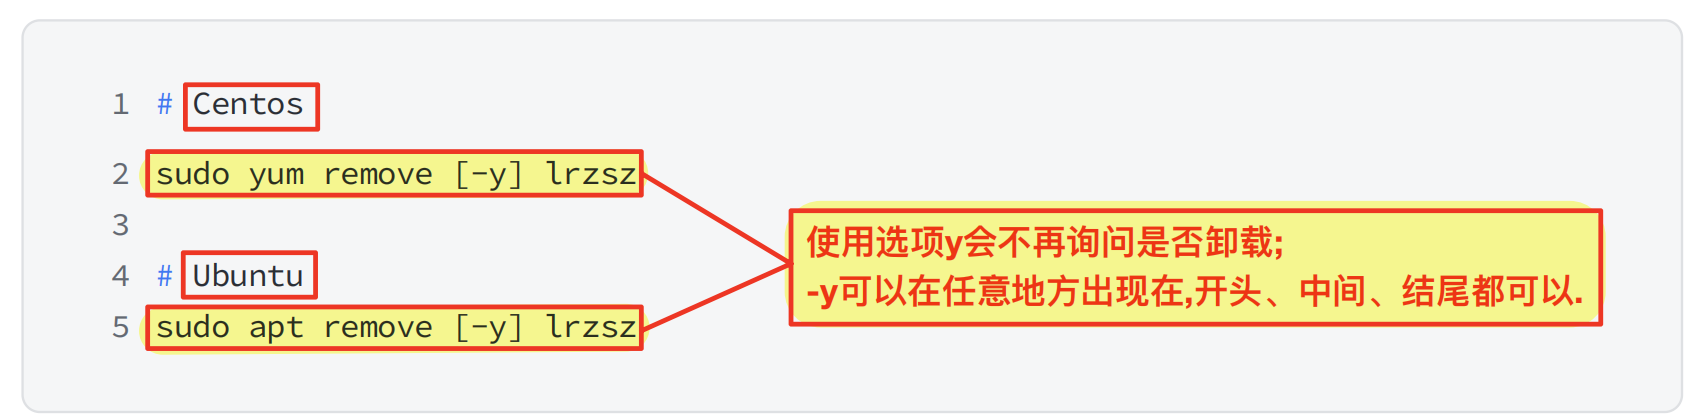 1 # Centos
2 sudo yum remove [-y] lrzsz
3
使用选项y会不再询问是否卸载;
-y可以在任意地方出现在,开头、中间、结尾都可以.
4 # Ubuntu
5 sudo apt remove [-y] lrzsz